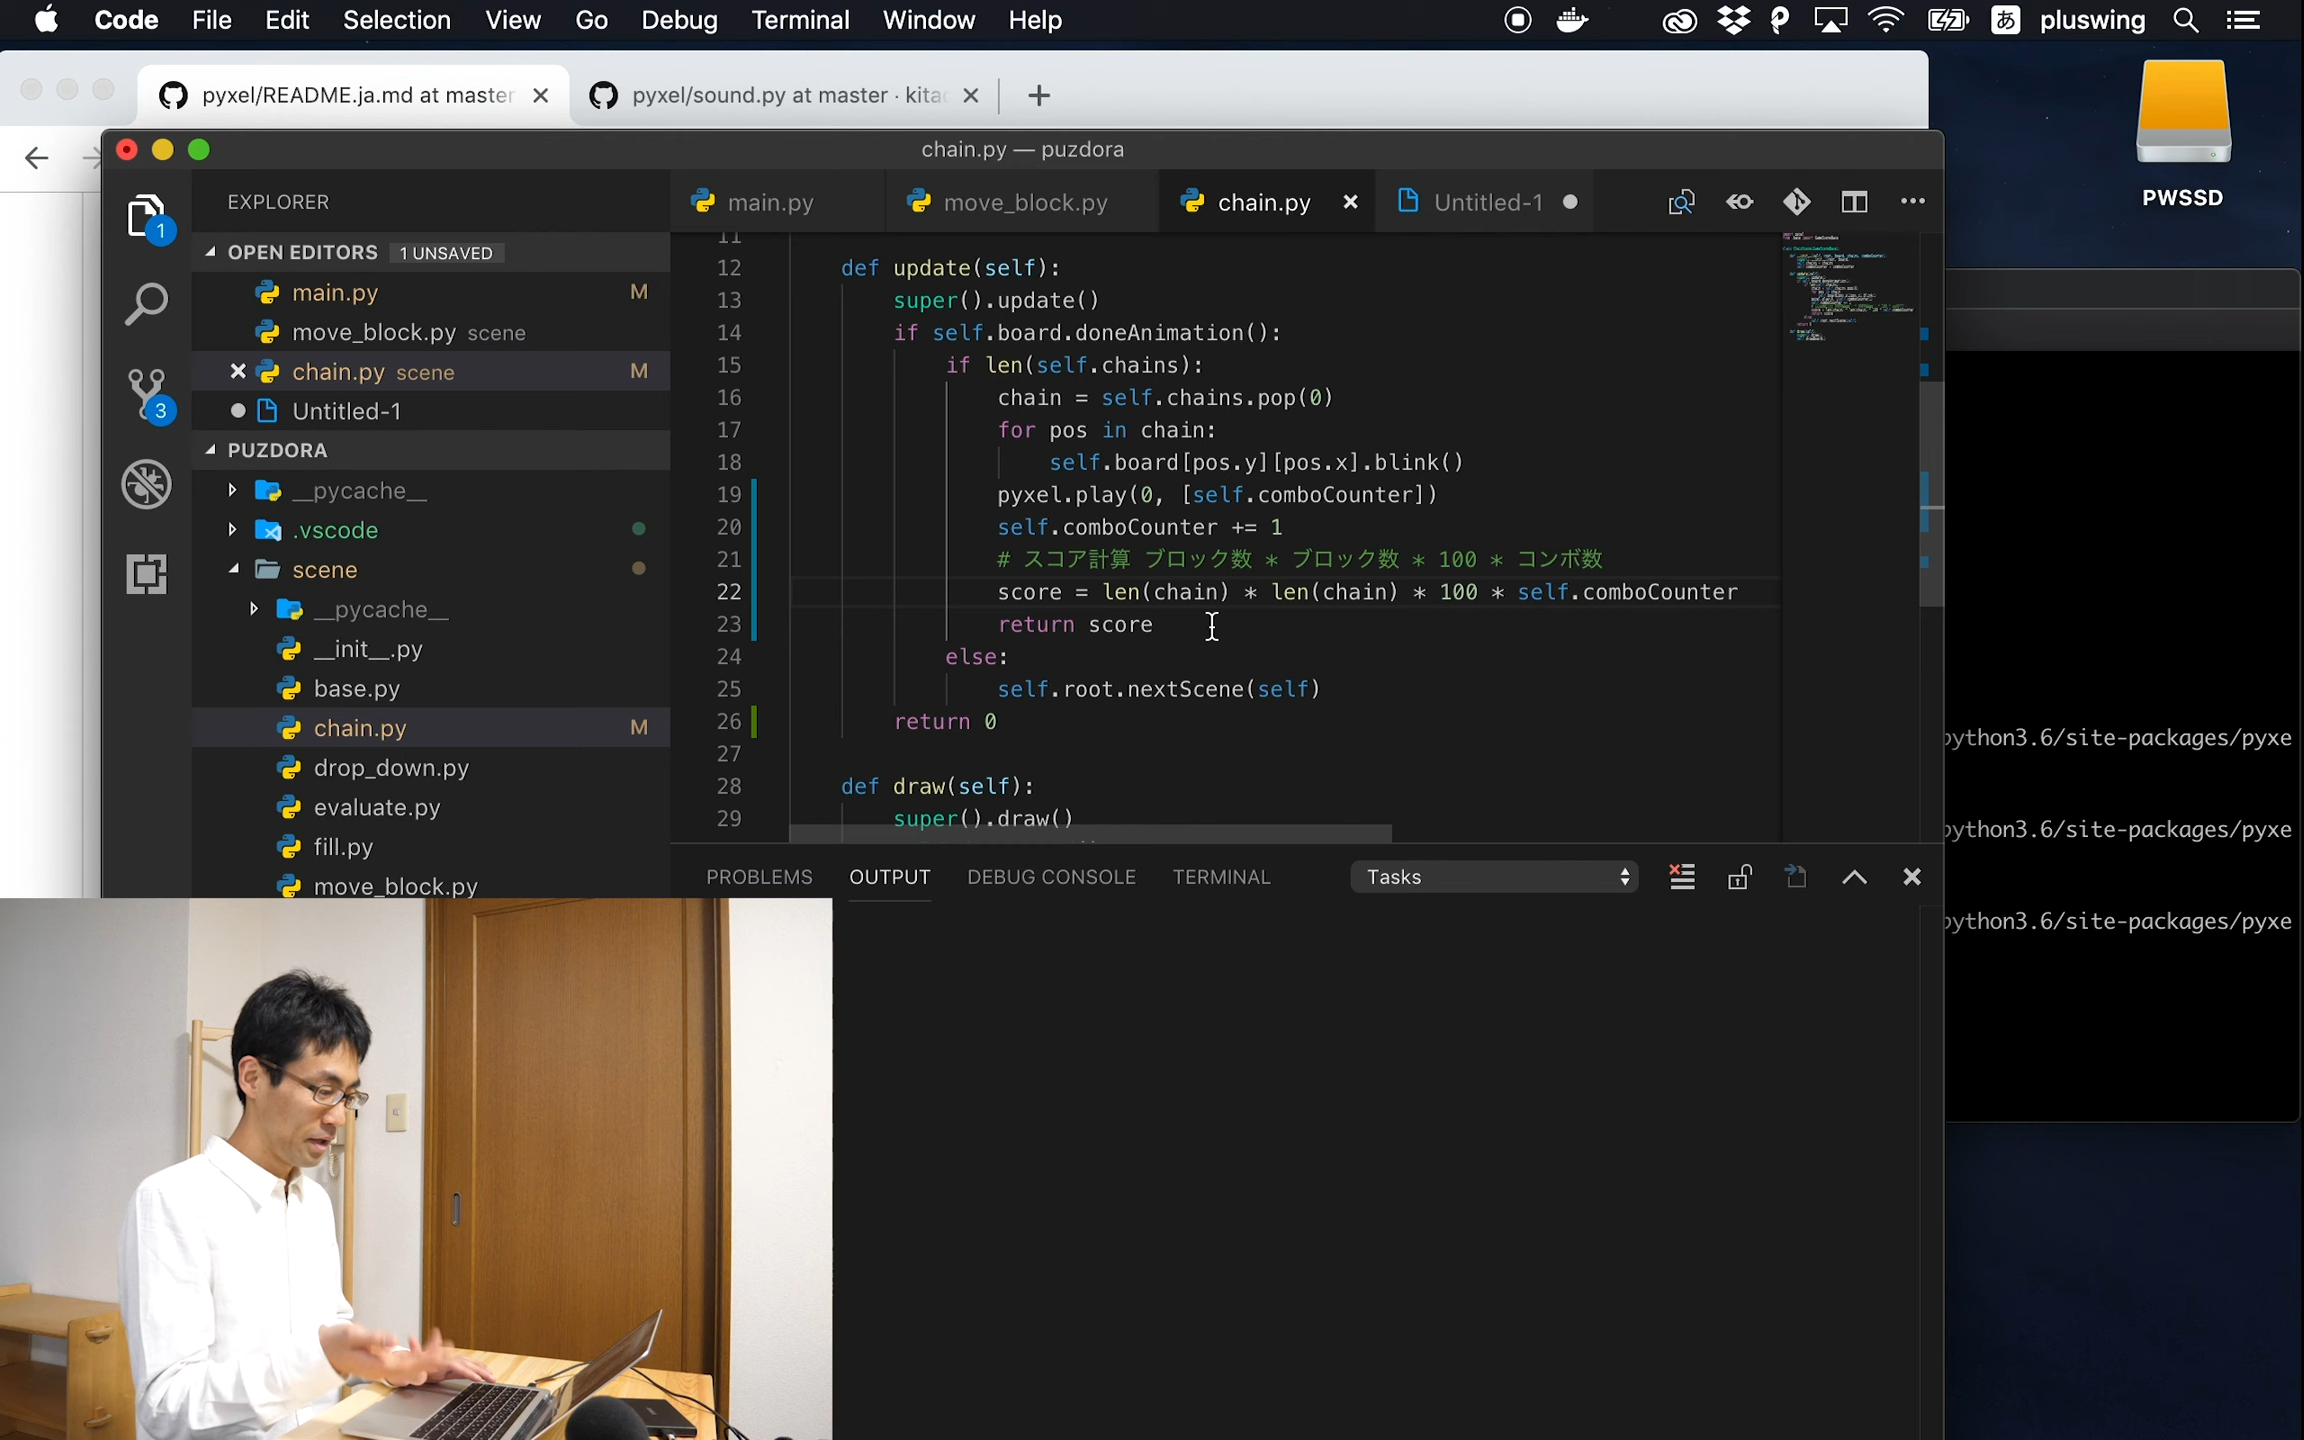 Code File Edit Selection View Go Debug Terminal Window Help あ pluswing
pyxel/README.ja.md at master
pyxel/sound.py at master · kitao
PWSSD
chain.py — puzdora
EXPLORER
OPEN EDITORS 1 UNSAVED
main.py M
move_block.py scene
chain.py scene M
Untitled-1
PUZDORA
__pycache__
.vscode
scene
__pycache__
__init__.py
base.py
chain.py M
drop_down.py
evaluate.py
fill.py
move_block.py
1
3
main.py move_block.py chain.py Untitled-1
11
12 def update(self):
13 super().update()
14 if self.board.doneAnimation():
15 if len(self.chains):
16 chain = self.chains.pop(0)
17 for pos in chain:
18 self.board[pos.y][pos.x].blink()
19 pyxel.play(0, [self.comboCounter])
20 self.comboCounter += 1
21 # スコア計算 ブロック数 * ブロック数 * 100 * コンボ数
22 score = len(chain) * len(chain) * 100 * self.comboCounter
23 return score
24 else:
25 self.root.nextScene(self)
26 return 0
27
28 def draw(self):
29 super().draw()
PROBLEMS OUTPUT DEBUG CONSOLE TERMINAL Tasks
python3.6/site-packages/pyxe
python3.6/site-packages/pyxe
python3.6/site-packages/pyxe